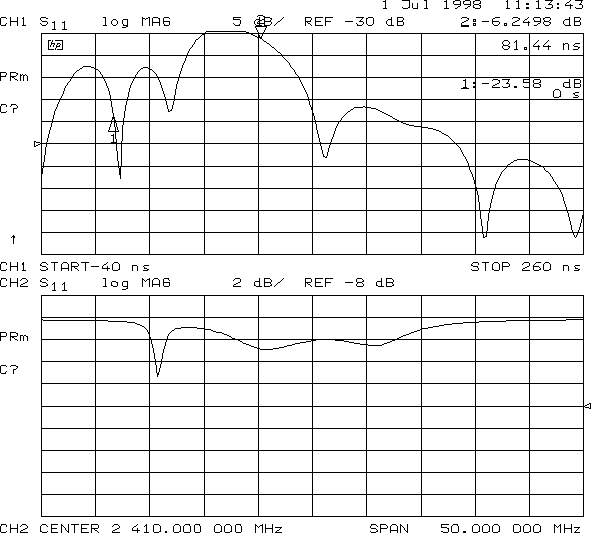 1 Jul 1998 11:13:43
CH1 S11 log MAG 5 dB/ REF -30 dB 2:-6.2498 dB
hp
81.44 ns
PRm
1:-23.58 dB
0 s
C?
1
↑
CH1 START-40 ns STOP 260 ns
CH2 S11 log MAG 2 dB/ REF -8 dB
PRm
C?
CH2 CENTER 2 410.000 000 MHz SPAN 50.000 000 MHz